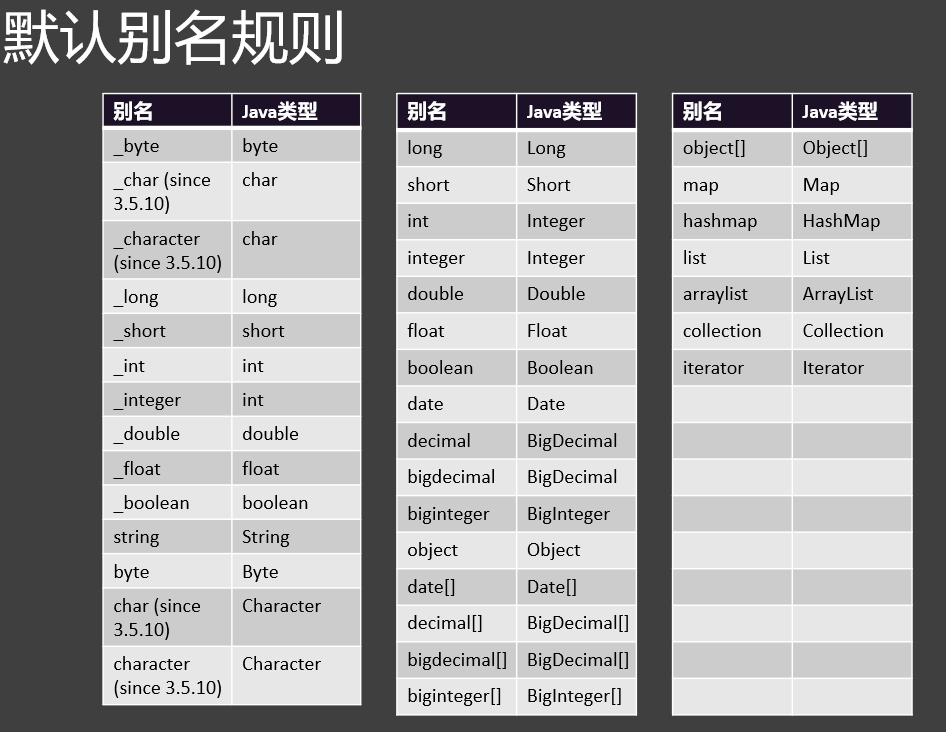 默认别名规则
别名 Java类型
_byte byte
_char (since char
3.5.10)
_character char
(since 3.5.10)
_long long
_short short
_int int
_integer int
_double double
_float float
_boolean boolean
string String
byte Byte
char (since Character
3.5.10)
character Character
(since 3.5.10)
别名 Java类型
long Long
short Short
int Integer
integer Integer
double Double
float Float
boolean Boolean
date Date
decimal BigDecimal
bigdecimal BigDecimal
biginteger BigInteger
object Object
date[] Date[]
decimal[] BigDecimal[]
bigdecimal[] BigDecimal[]
biginteger[] BigInteger[]
别名 Java类型
object[] Object[]
map Map
hashmap HashMap
list List
arraylist ArrayList
collection Collection
iterator Iterator